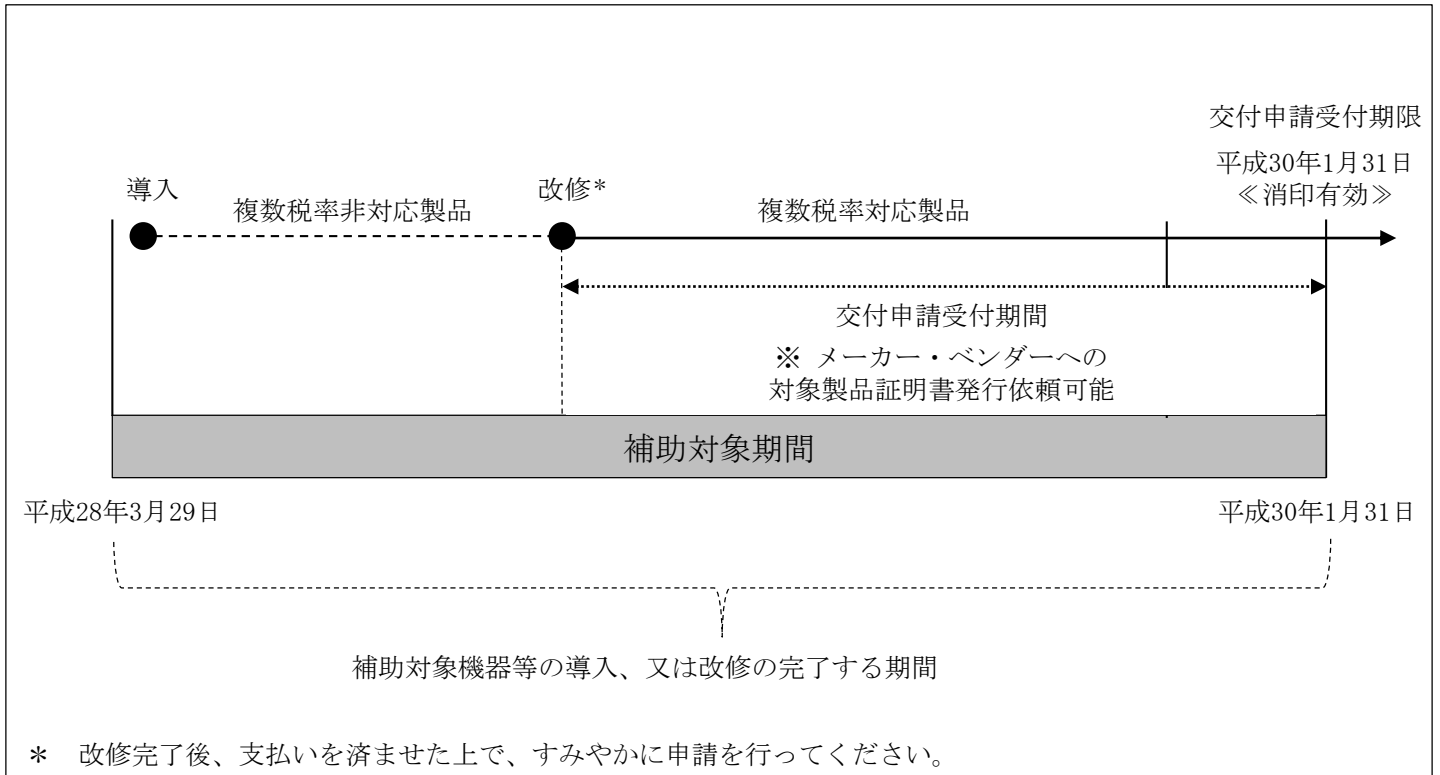 交付申請受付期限
平成30年1月31日
≪消印有効≫
導入
複数税率非対応製品
改修*
複数税率対応製品
交付申請受付期間
※ メーカー・ベンダーへの
対象製品証明書発行依頼可能
補助対象期間
平成28年3月29日
平成30年1月31日
補助対象機器等の導入、又は改修の完了する期間
* 改修完了後、支払いを済ませた上で、すみやかに申請を行ってください。